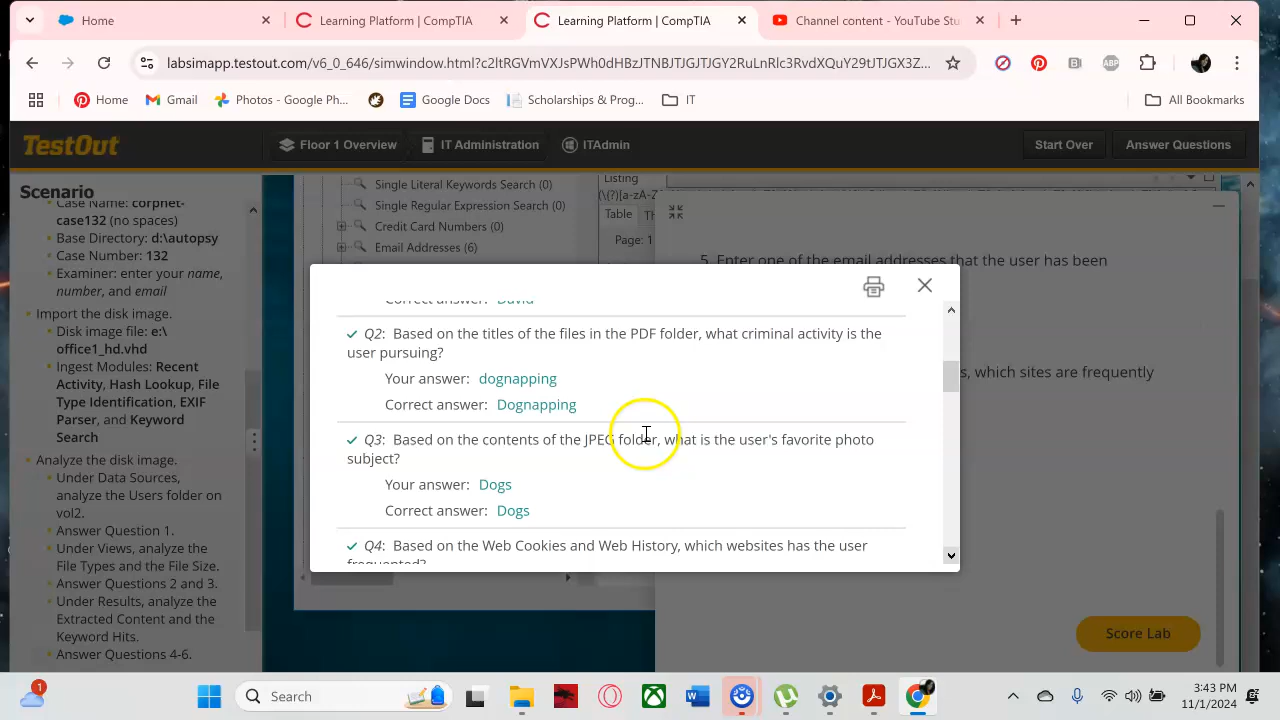 Home
Learning Platform | CompTIA
Learning Platform | CompTIA
Channel content - YouTube Stu
labsimapp.testout.com/v6_0_646/simwindow.html?c2ltRGVmVXJsPWh0dHBzJTNBJTJGJTJGY2RuLnRlc3RvdXQuY29tJTJGX3Z...
ABP
Home
Gmail
Photos - Google Ph...
Google Docs
Scholarships & Prog...
IT
All Bookmarks
TestOut
Floor 1 Overview
IT Administration
ITAdmin
Start Over
Answer Questions
Scenario
Case Name: corpnet-
case132 (no spaces)
Base Directory: d:\autopsy
Case Number: 132
Examiner: enter your name,
number, and email
Import the disk image.
Disk image file: e:\
office1_hd.vhd
Ingest Modules: Recent
Activity, Hash Lookup, File
Type Identification, EXIF
Parser, and Keyword
Search
Analyze the disk image.
Under Data Sources,
analyze the Users folder on
vol2.
Answer Question 1.
Under Views, analyze the
File Types and the File Size.
Answer Questions 2 and 3.
Under Results, analyze the
Extracted Content and the
Keyword Hits.
Answer Questions 4-6.
Single Literal Keywords Search (0)
Single Regular Expression Search (0)
Credit Card Numbers (0)
Email Addresses (6)
Listing
(\(?)[a-zA-Z
Table
Th
Page: 1
5. Enter one of the email addresses that the user has been
s, which sites are frequently
Correct answer: David
Q2: Based on the titles of the files in the PDF folder, what criminal activity is the
user pursuing?
Your answer: dognapping
Correct answer: Dognapping
Q3: Based on the contents of the JPEG folder, what is the user's favorite photo
subject?
Your answer: Dogs
Correct answer: Dogs
Q4: Based on the Web Cookies and Web History, which websites has the user
frequented?
Score Lab
1
Search
3:43 PM
11/1/2024